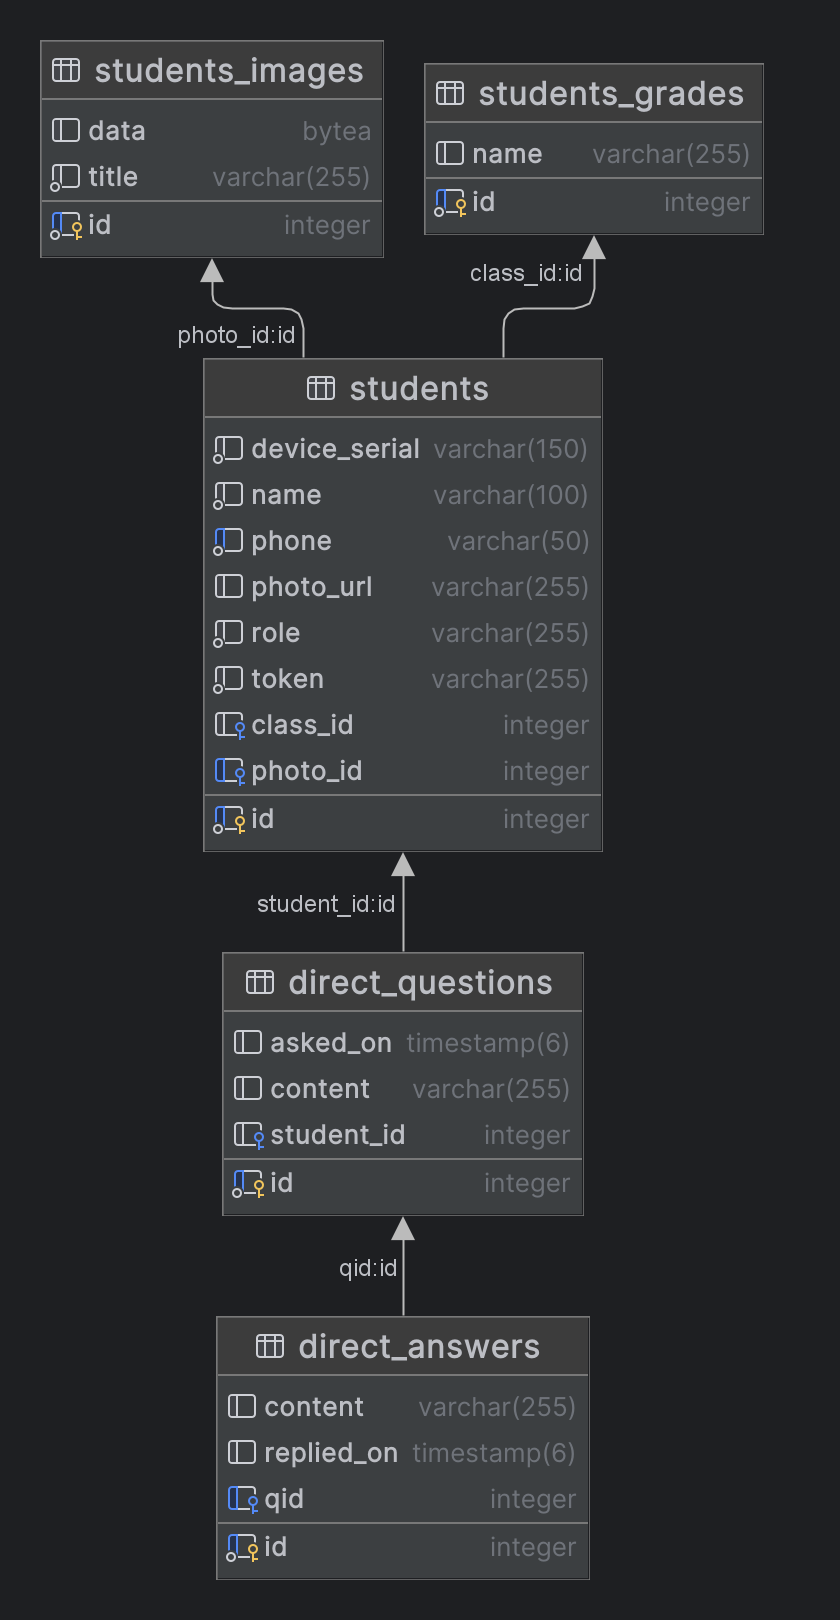 students_images
data bytea
title varchar(255)
id integer
students_grades
name varchar(255)
id integer
class_id:id
photo_id:id
students
device_serial varchar(150)
name varchar(100)
phone varchar(50)
photo_url varchar(255)
role varchar(255)
token varchar(255)
class_id integer
photo_id integer
id integer
student_id:id
direct_questions
asked_on timestamp(6)
content varchar(255)
student_id integer
id integer
qid:id
direct_answers
content varchar(255)
replied_on timestamp(6)
qid integer
id integer